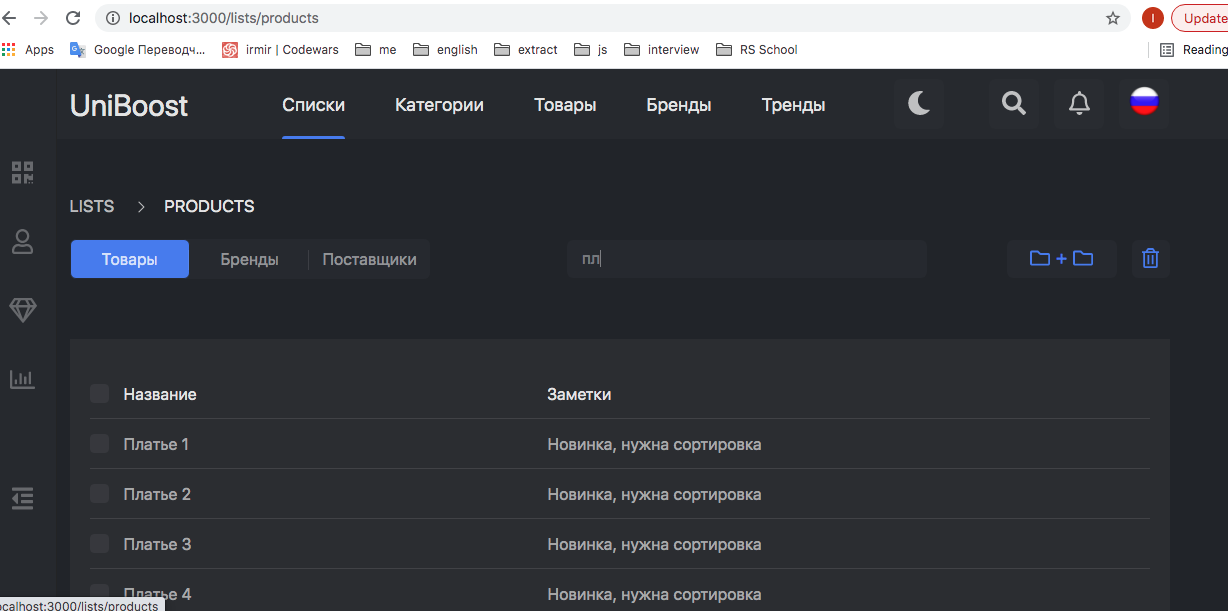 localhost:3000/lists/products
I
Update
Apps
Google Переводч...
irmir | Codewars
me
english
extract
js
interview
RS School
Reading
UniBoost
Списки
Категории
Товары
Бренды
Тренды
LISTS > PRODUCTS
Товары
Бренды
Поставщики
пл
+
Название Заметки
Платье 1 Новинка, нужна сортировка
Платье 2 Новинка, нужна сортировка
Платье 3 Новинка, нужна сортировка
Платье 4 Новинка, нужна сортировка
ocalhost:3000/lists/products